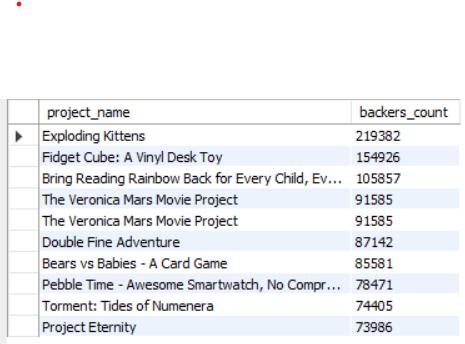 project_name backers_count
Exploding Kittens 219382
Fidget Cube: A Vinyl Desk Toy 154926
Bring Reading Rainbow Back for Every Child, Ev... 105857
The Veronica Mars Movie Project 91585
The Veronica Mars Movie Project 91585
Double Fine Adventure 87142
Bears vs Babies - A Card Game 85581
Pebble Time - Awesome Smartwatch, No Compr... 78471
Torment: Tides of Numenera 74405
Project Eternity 73986